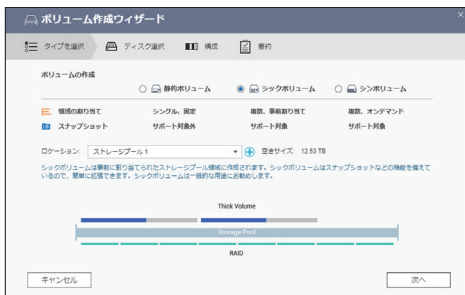 ボリューム作成ウィザード
タイプを選択 ディスク選択 構成 要約
ボリュームの作成
静的ボリューム シックボリューム シンボリューム
領域の割り当て シングル、固定 複数、事前割り当て 複数、オンデマンド
スナップショット サポート対象外 サポート対象 サポート対象
ロケーション: ストレージプール 1 空きサイズ: 12.53 TB
シックボリュームは事前に割り当てられたストレージプール領域に作成されます。シックボリュームはスナップショットなどの機能を備えて
いるので、簡単に拡張できます。シックボリュームは一般的な用途にお勧めします。
Thick Volume
Storage Pool
RAID
キャンセル 次へ